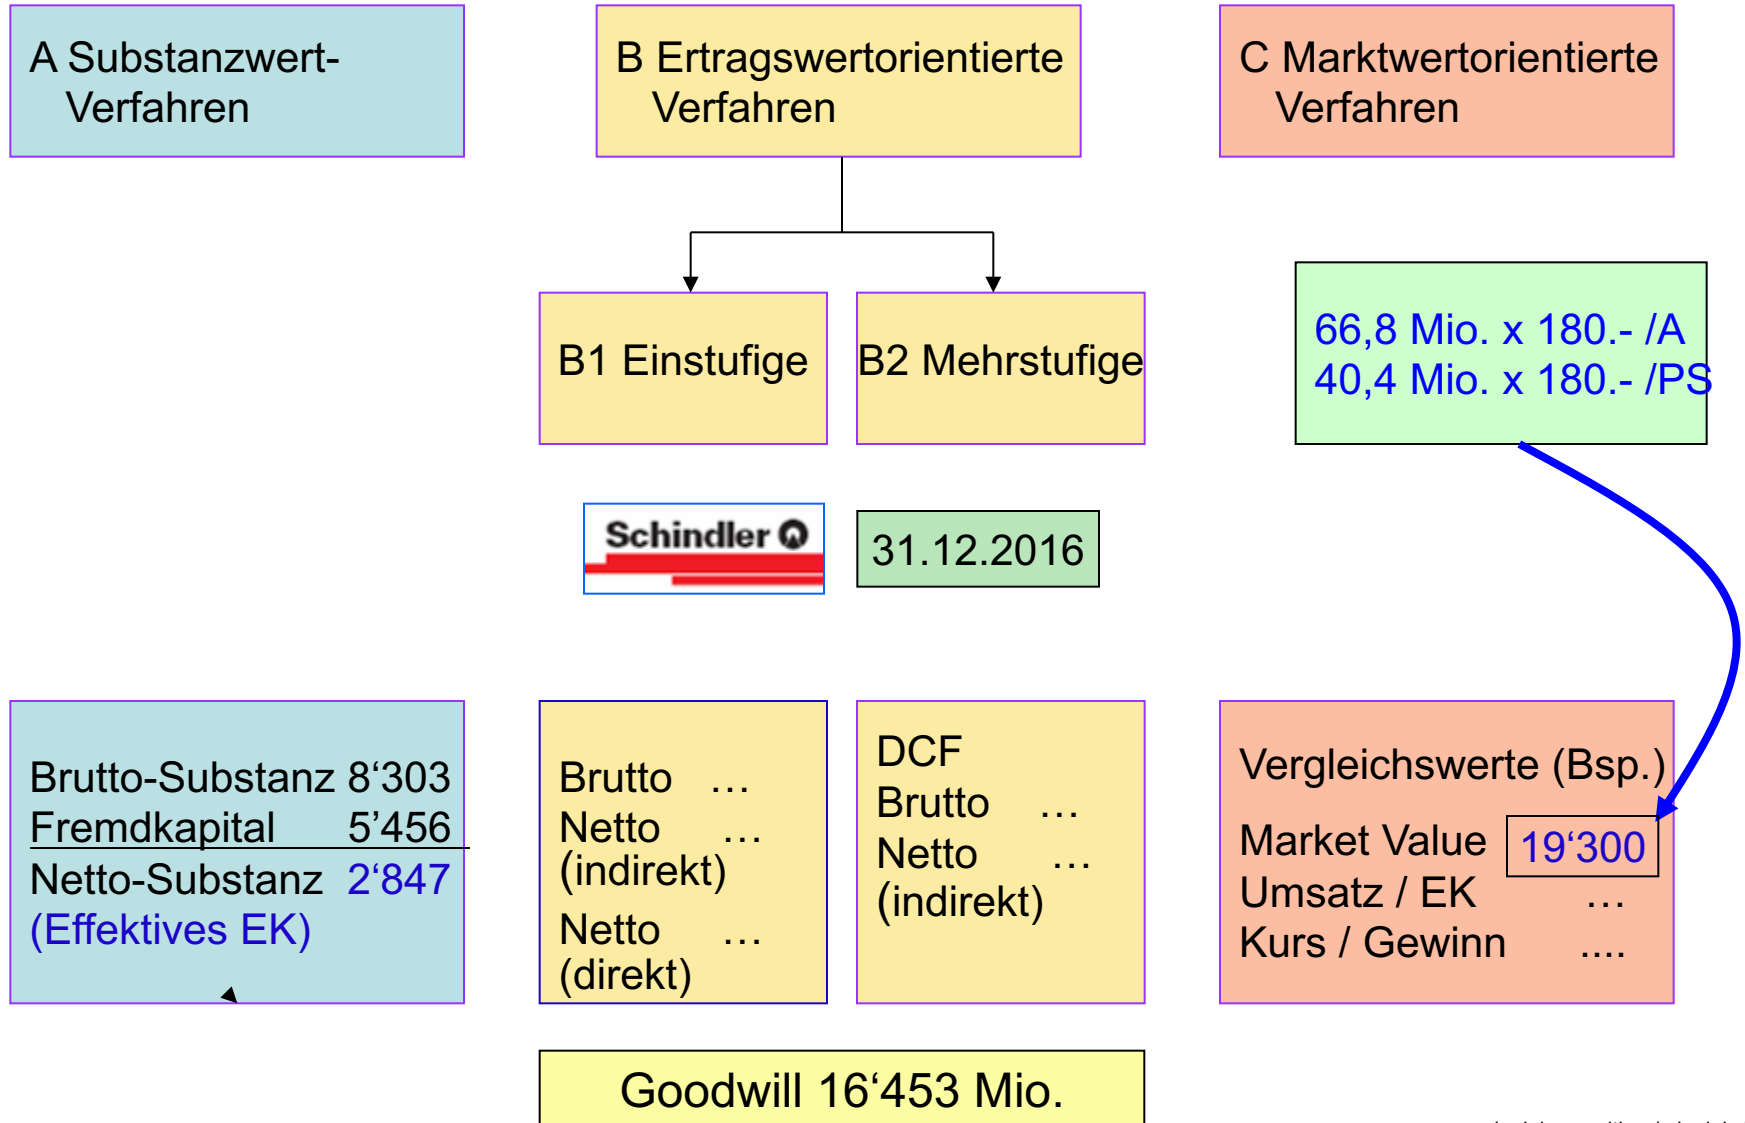 A Substanzwert-
Verfahren
B Ertragswertorientierte
Verfahren
C Marktwertorientierte
Verfahren
B1 Einstufige
B2 Mehrstufige
66,8 Mio. x 180.- /A
40,4 Mio. x 180.- /PS
Schindler
31.12.2016
Brutto-Substanz 8‘303
Fremdkapital 5’456
Netto-Substanz 2‘847
(Effektives EK)
Brutto …
Netto …
(indirekt)
Netto …
(direkt)
DCF
Brutto …
Netto …
(indirekt)
Vergleichswerte (Bsp.)
Market Value 19‘300
Umsatz / EK …
Kurs / Gewinn ....
Goodwill 16‘453 Mio.